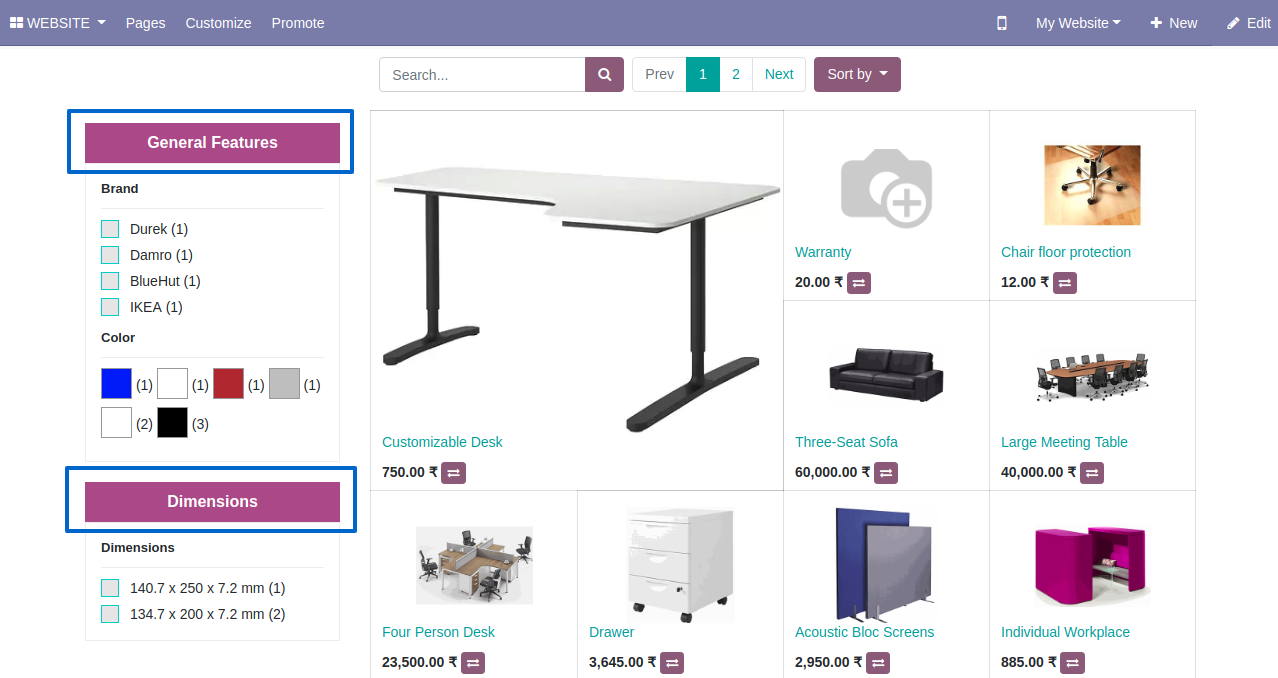 WEBSITE Pages Customize Promote My Website New Edit
Search... Prev 1 2 Next Sort by
General Features
Brand
Durek (1)
Damro (1)
BlueHut (1)
IKEA (1)
Color
(1) (1) (1) (1)
(2) (3)
Dimensions
Dimensions
140.7 x 250 x 7.2 mm (1)
134.7 x 200 x 7.2 mm (2)
Customizable Desk
750.00 ₹
Warranty
20.00 ₹
Chair floor protection
12.00 ₹
Three-Seat Sofa
60,000.00 ₹
Large Meeting Table
40,000.00 ₹
Four Person Desk
23,500.00 ₹
Drawer
3,645.00 ₹
Acoustic Bloc Screens
2,950.00 ₹
Individual Workplace
885.00 ₹